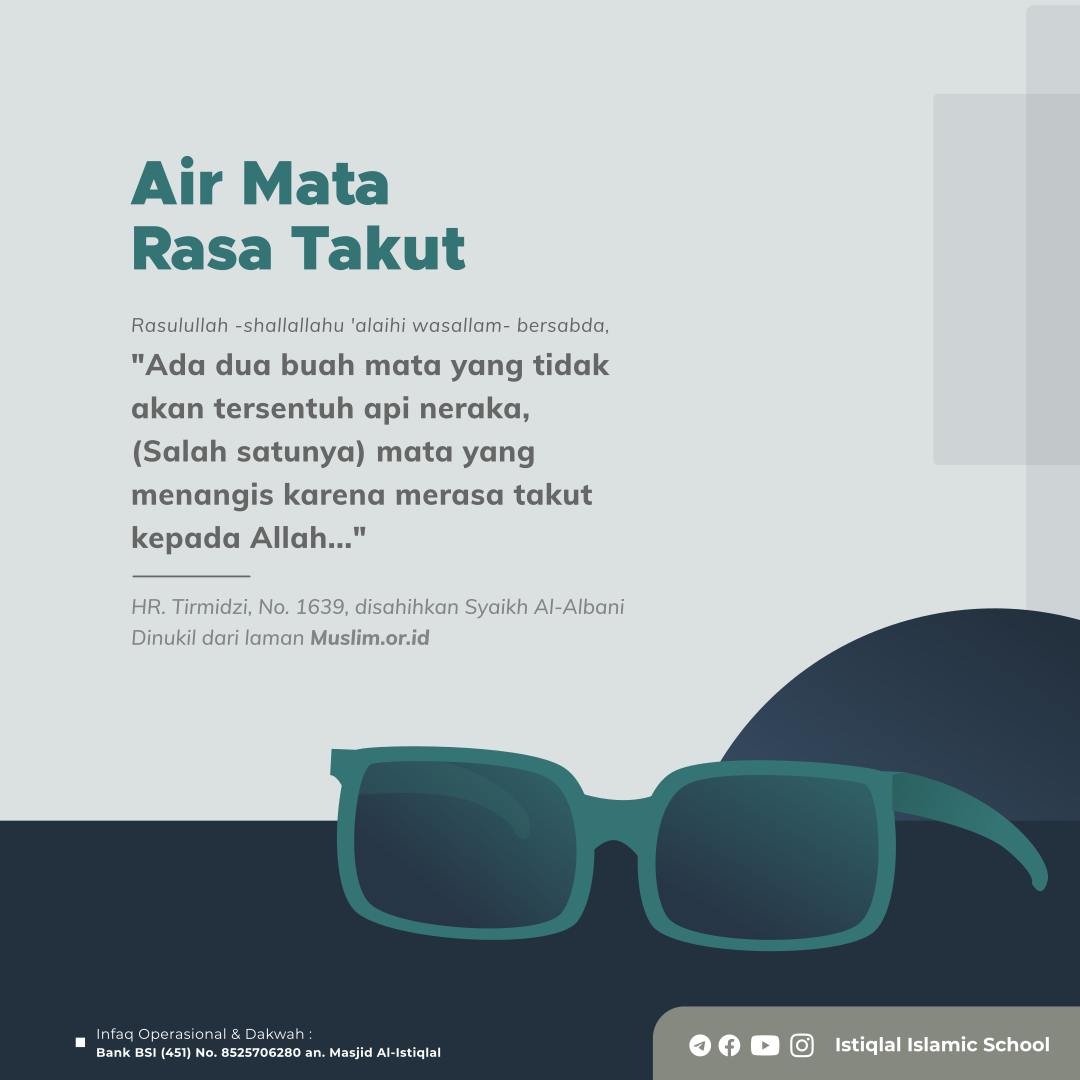 Air Mata
Rasa Takut
Rasulullah -shallallahu 'alaihi wasallam- bersabda,
"Ada dua buah mata yang tidak
akan tersentuh api neraka,
(Salah satunya) mata yang
menangis karena merasa takut
kepada Allah..."
HR. Tirmidzi, No. 1639, disahihkan Syaikh Al-Albani
Dinukil dari laman Muslim.or.id
Infaq Operasional & Dakwah :
Bank BSI (451) No. 8525706280 an. Masjid Al-Istiqlal
Istiqlal Islamic School